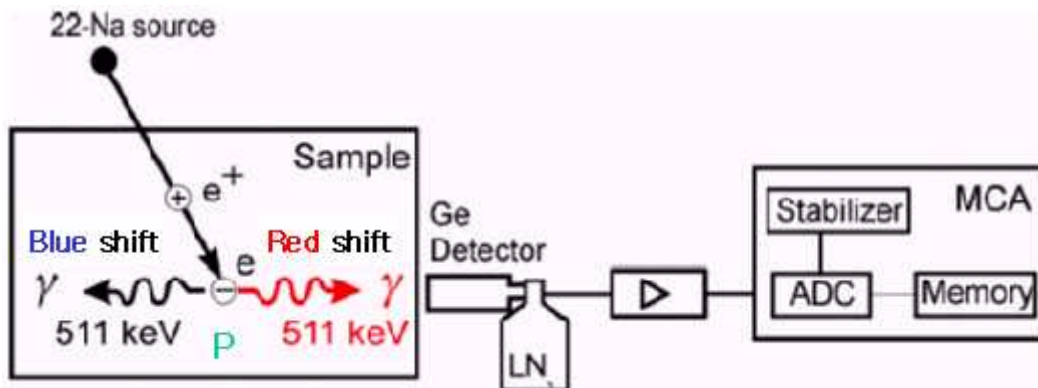 22-Na source
Sample
e+
Blue shift
Red shift
e
γ
γ
511 keV
511 keV
P
Ge
Detector
LN
MCA
Stabilizer
ADC
Memory